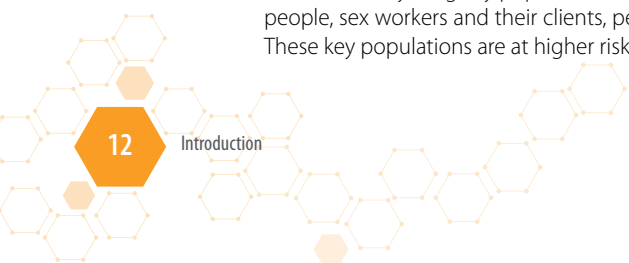 people, sex workers and their clients, pe
These key populations are at higher risk
12
Introduction